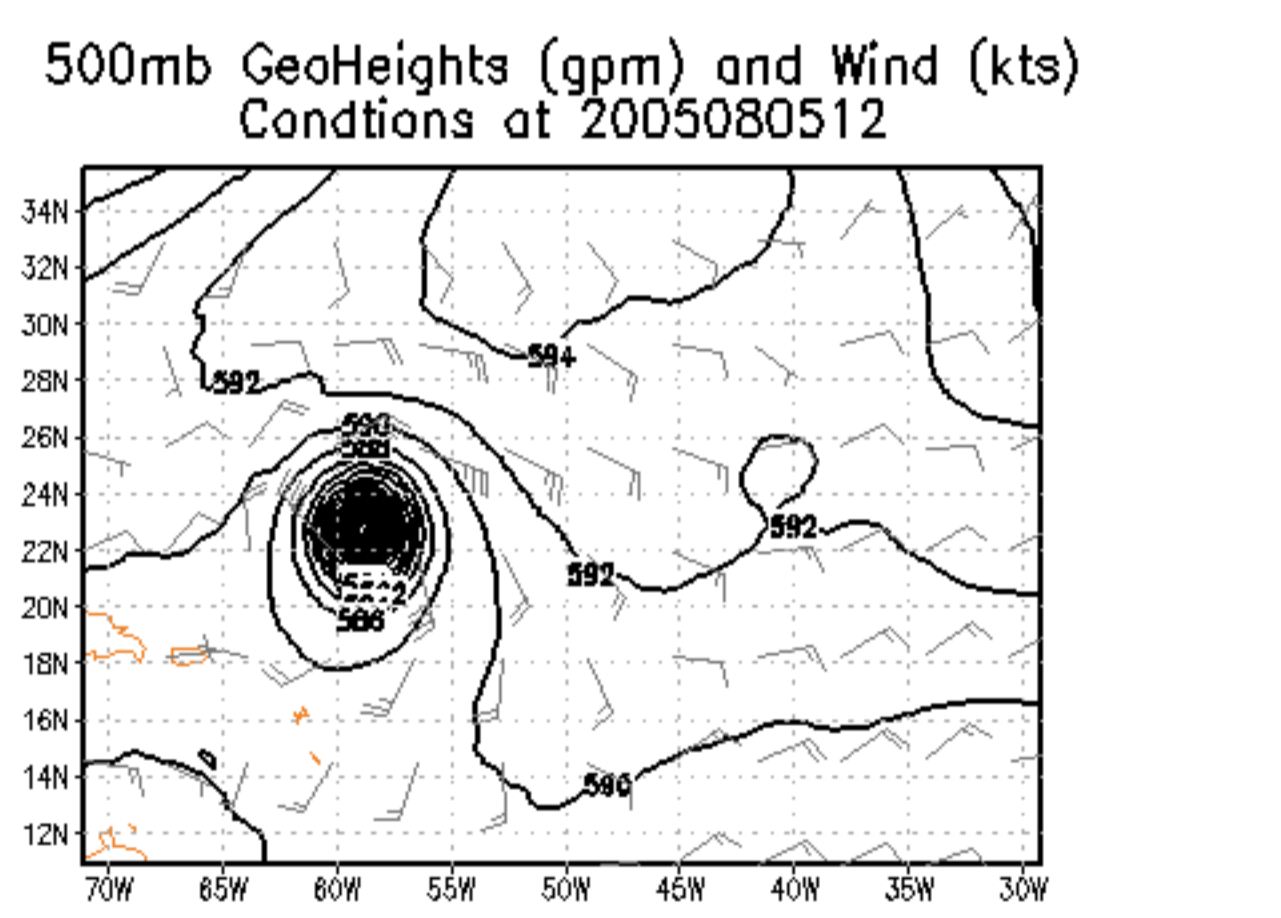 500mb GeoHeights (gpm) and Wind (kts)
Condtions at 2005080512
34N
32N
30N
594
28N
592
26N
590
588
24N
592
22N
592
20N
586
18N
16N
14N
590
12N
70W 65W 60W 55W 50W 45W 40W 35W 30W